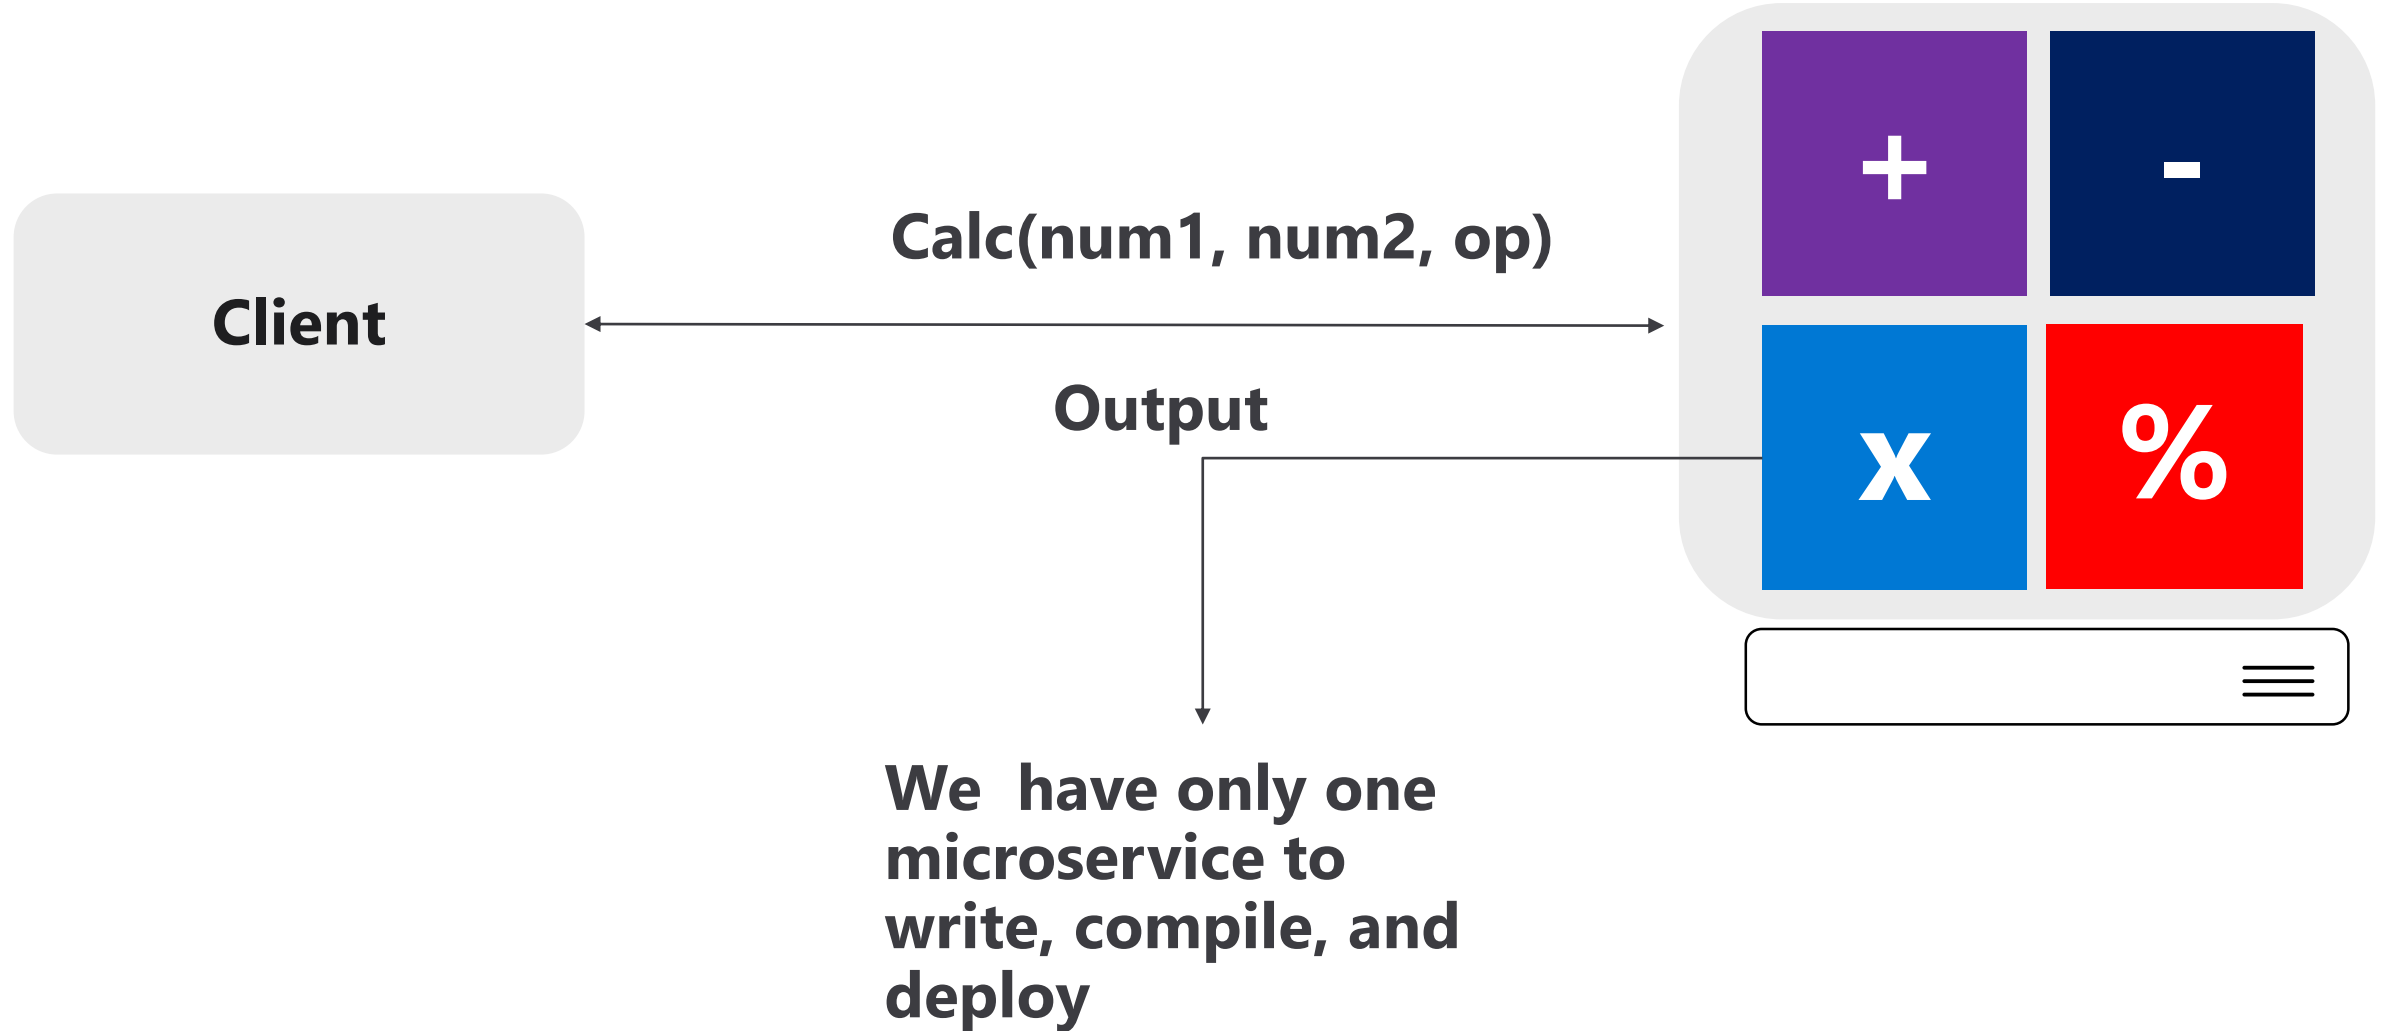 + -
Calc(num1, num2, op)
Client
Output
x %
We  have only one
microservice to
write, compile, and
deploy